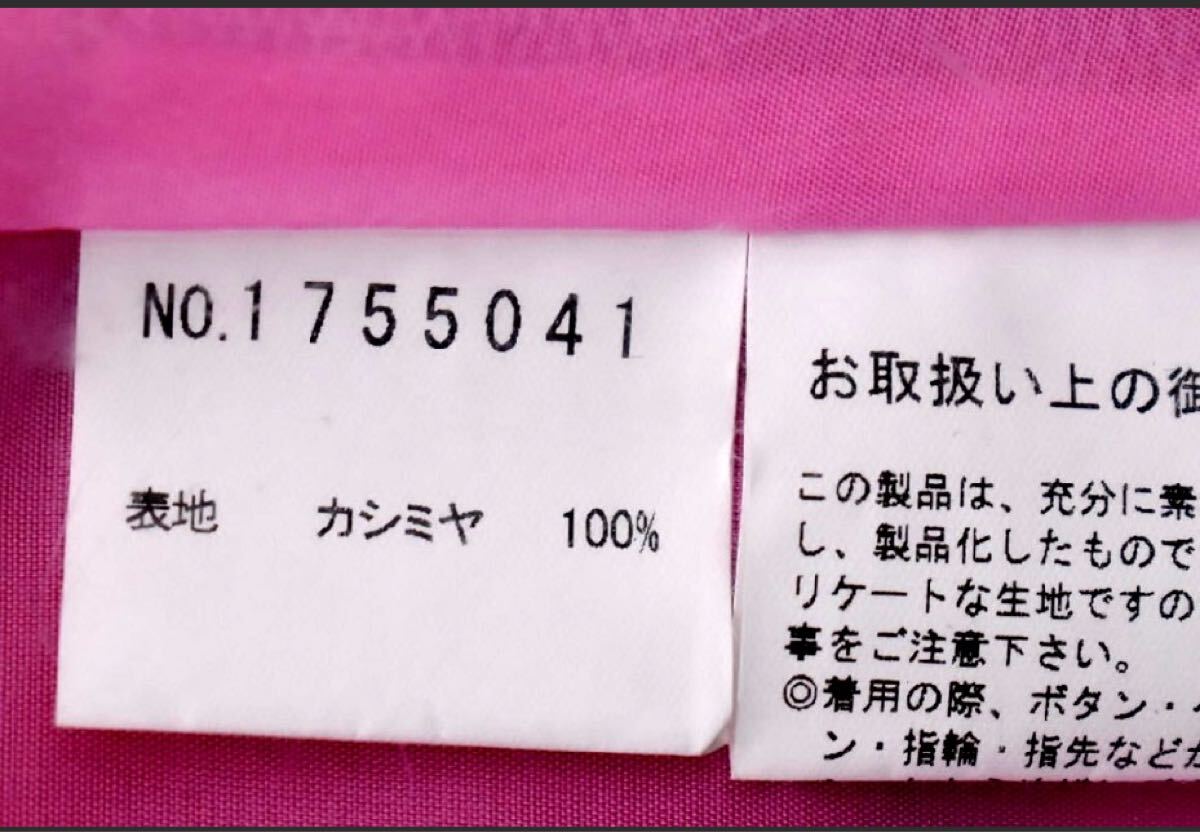 NO.1755041
表地 カシミヤ 100%
お取扱い上の御
この製品は、充分に素
し、製品化したもので
リケートな生地ですの
事をご注意下さい。
◎着用の際、ボタン・
ン・指輪・指先などが